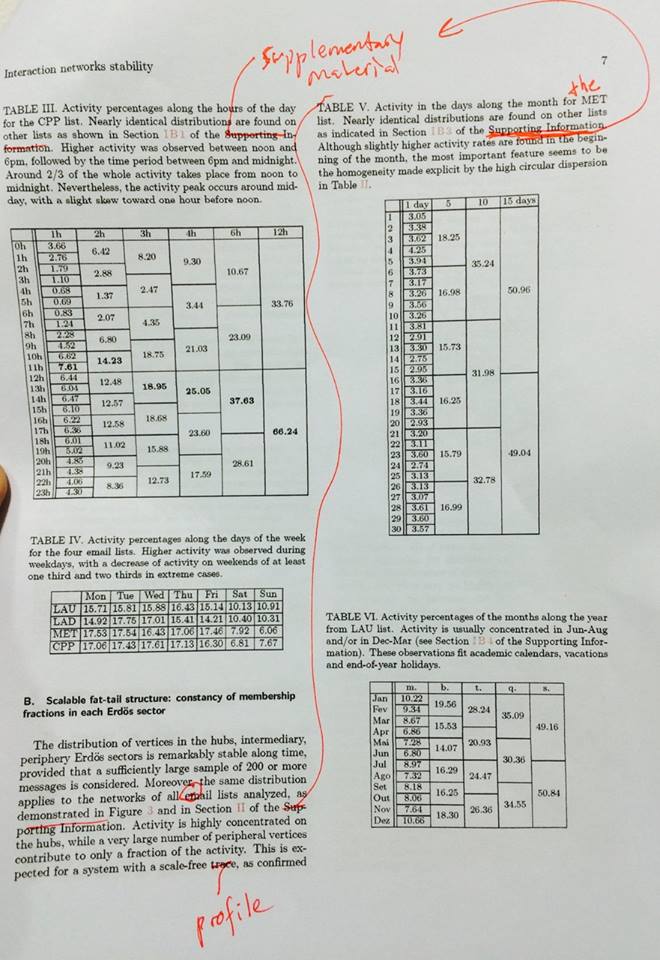 Supplementary
material
Interaction networks stability
7
TABLE III. Activity percentages along the hours of the day
for the CPP list. Nearly identical distributions are found on
other lists as shown in Section IB1 of the Supporting In-
formation. Higher activity was observed between noon and
6pm, followed by the time period between 6pm and midnight.
Around 2/3 of the whole activity takes place from noon to
midnight. Nevertheless, the activity peak occurs around mid-
day, with a slight skew toward one hour before noon.
1h 2h 3h 4h 6h 12h
0h 3.66
1h 2.76
2h 1.79
3h 1.10
4h 0.68
5h 0.69
6h 0.83
7h 1.24
8h 2.28
9h 4.52
10h 6.62
11h 7.61
12h 6.44
13h 6.04
14h 6.47
15h 6.10
16h 6.22
17h 6.36
18h 6.01
19h 5.02
20h 4.85
21h 4.38
22h 4.06
23h 4.30
6.42
2.88
1.37
2.07
6.80
14.23
12.48
12.57
12.58
11.02
9.23
8.36
8.20
2.47
4.35
18.75
18.95
18.68
15.88
12.73
9.30
3.44
21.03
25.05
23.60
17.59
10.67
23.09
37.63
28.61
33.76
66.24
TABLE IV. Activity percentages along the days of the week
for the four email lists. Higher activity was observed during
weekdays, with a decrease of activity on weekends of at least
one third and two thirds in extreme cases.
Mon Tue Wed Thu Fri Sat Sun
LAU 15.71 15.81 15.88 16.43 15.14 10.13 10.91
LAD 14.92 17.75 17.01 15.41 14.21 10.40 10.31
MET 17.53 17.54 16.43 17.06 17.46 7.92 6.06
CPP 17.06 17.43 17.61 17.13 16.30 6.81 7.67
B. Scalable fat-tail structure: constancy of membership
fractions in each Erdös sector
The distribution of vertices in the hubs, intermediary,
periphery Erdös sectors is remarkably stable along time,
provided that a sufficiently large sample of 200 or more
messages is considered. Moreover, the same distribution
applies to the networks of all email lists analyzed, as
demonstrated in Figure 3 and in Section II of the Sup-
porting Information. Activity is highly concentrated on
the hubs, while a very large number of peripheral vertices
contribute to only a fraction of the activity. This is ex-
pected for a system with a scale-free trace, as confirmed
profile
the
TABLE V. Activity in the days along the month for MET
list. Nearly identical distributions are found on other lists
as indicated in Section IB3 of the Supporting Information.
Although slightly higher activity rates are found in the begin-
ning of the month, the most important feature seems to be
the homogeneity made explicit by the high circular dispersion
in Table II.
1 day 5 10 15 days
1 3.05
2 3.38
3 3.62
4 4.25
5 3.94
6 3.73
7 3.17
8 3.26
9 3.56
10 3.26
11 3.81
12 2.91
13 3.30
14 2.75
15 2.95
16 3.36
17 3.16
18 3.44
19 3.36
20 2.93
21 3.20
22 3.11
23 3.60
24 2.74
25 3.13
26 3.13
27 3.07
28 3.61
29 3.60
30 3.57
18.25
16.98
15.73
16.25
15.79
16.99
35.24
31.98
32.78
50.96
49.04
TABLE VI. Activity percentages of the months along the year
from LAU list. Activity is usually concentrated in Jun-Aug
and/or in Dec-Mar (see Section IB4 of the Supporting Infor-
mation). These observations fit academic calendars, vacations
and end-of-year holidays.
m. b. t. q. s.
Jan 10.22
Fev 9.34
Mar 8.67
Apr 6.86
Mai 7.28
Jun 6.80
Jul 8.97
Ago 7.32
Set 8.18
Out 8.06
Nov 7.64
Dez 10.66
19.56
15.53
14.07
16.29
16.25
18.30
28.24
20.93
24.47
26.36
35.09
30.36
34.55
49.16
50.84